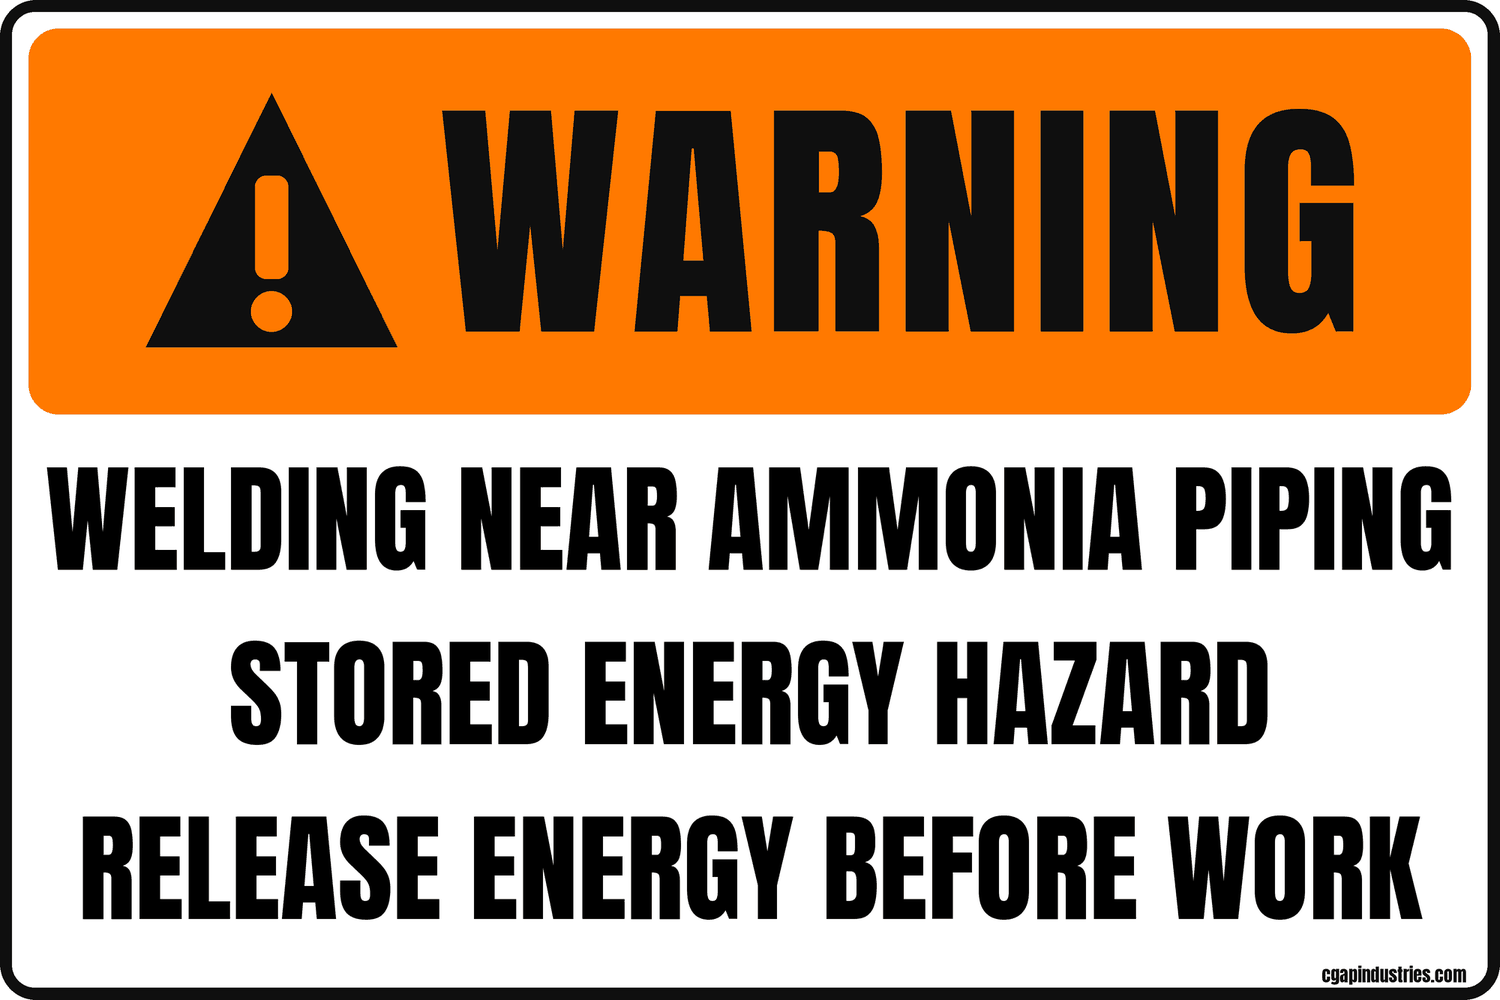 WARNING
WELDING NEAR AMMONIA PIPING
STORED ENERGY HAZARD
RELEASE ENERGY BEFORE WORK
cgapindustries.com